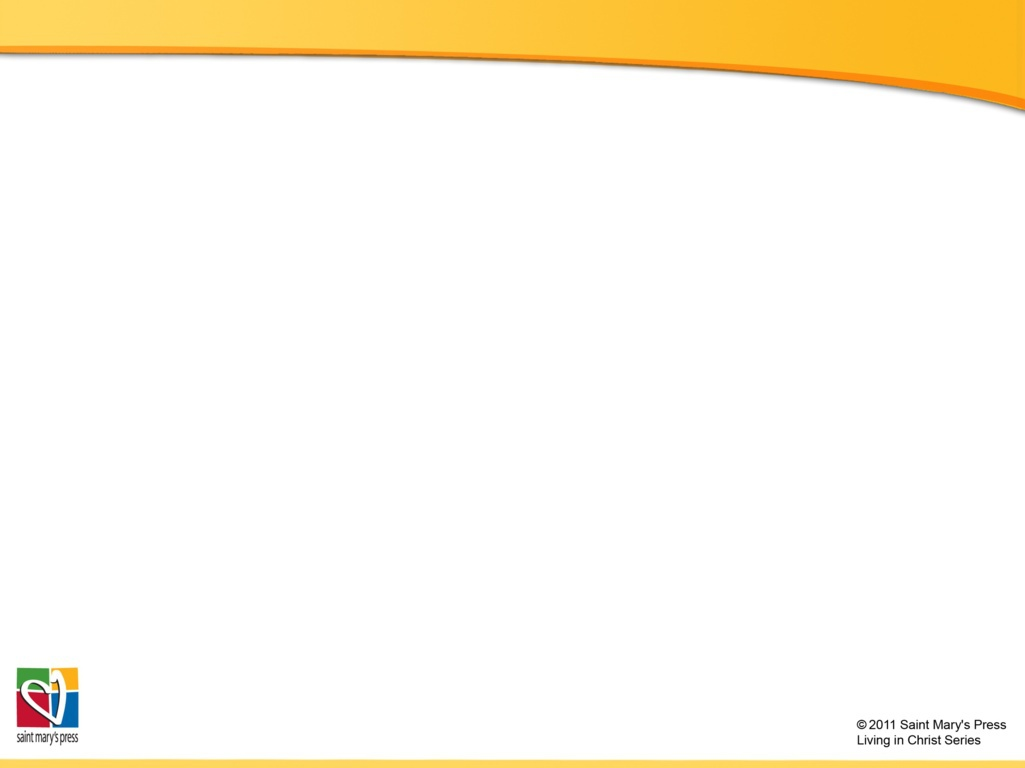 saint mary's press
© 2011 Saint Mary's Press
Living in Christ Series